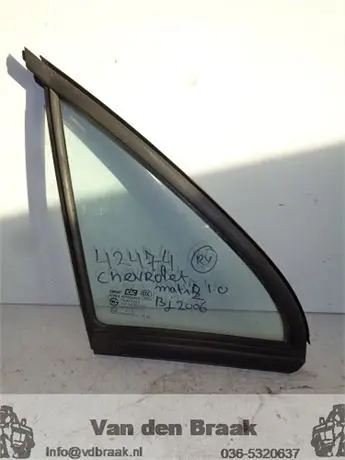 42474
RV
Chevrolet
matiz 1.0
Bj 2006
Van den Braak
Info@vdbraak.nl
036-5320637